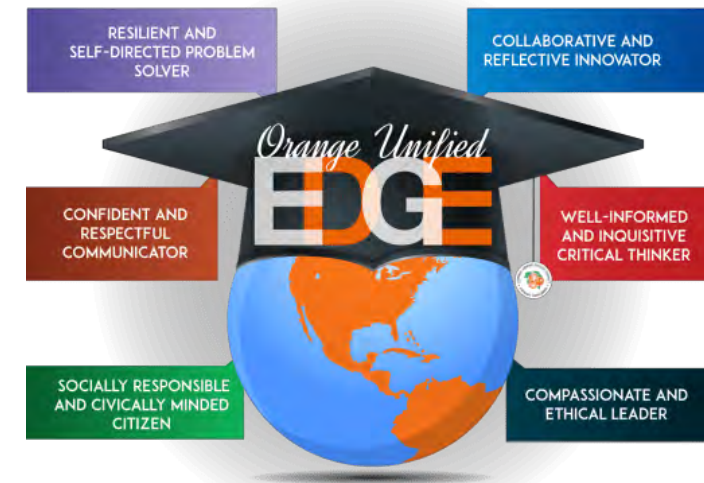 RESILIENT AND
SELF-DIRECTED PROBLEM
SOLVER
COLLABORATIVE AND
REFLECTIVE INNOVATOR
Orange Unified
EDGE
CONFIDENT AND
RESPECTFUL
COMMUNICATOR
WELL-INFORMED
AND INQUISITIVE
CRITICAL THINKER
SOCIALLY RESPONSIBLE
AND CIVICALLY MINDED
CITIZEN
COMPASSIONATE AND
ETHICAL LEADER